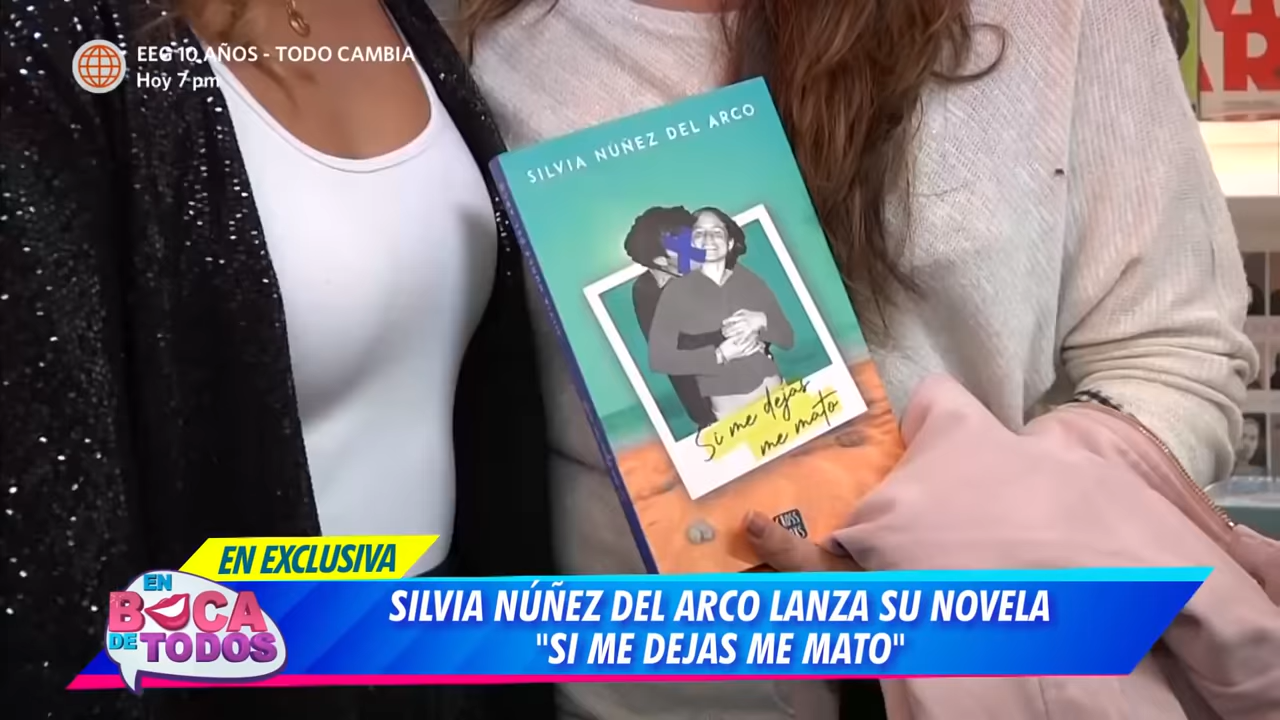 EEG 10 AÑOS - TODO CAMBIA
Hoy 7 pm
SILVIA NÚÑEZ DEL ARCO
Si me dejas
me mato
EN EXCLUSIVA
EN
BOCA
DE TODOS
SILVIA NÚÑEZ DEL ARCO LANZA SU NOVELA
"SI ME DEJAS ME MATO"